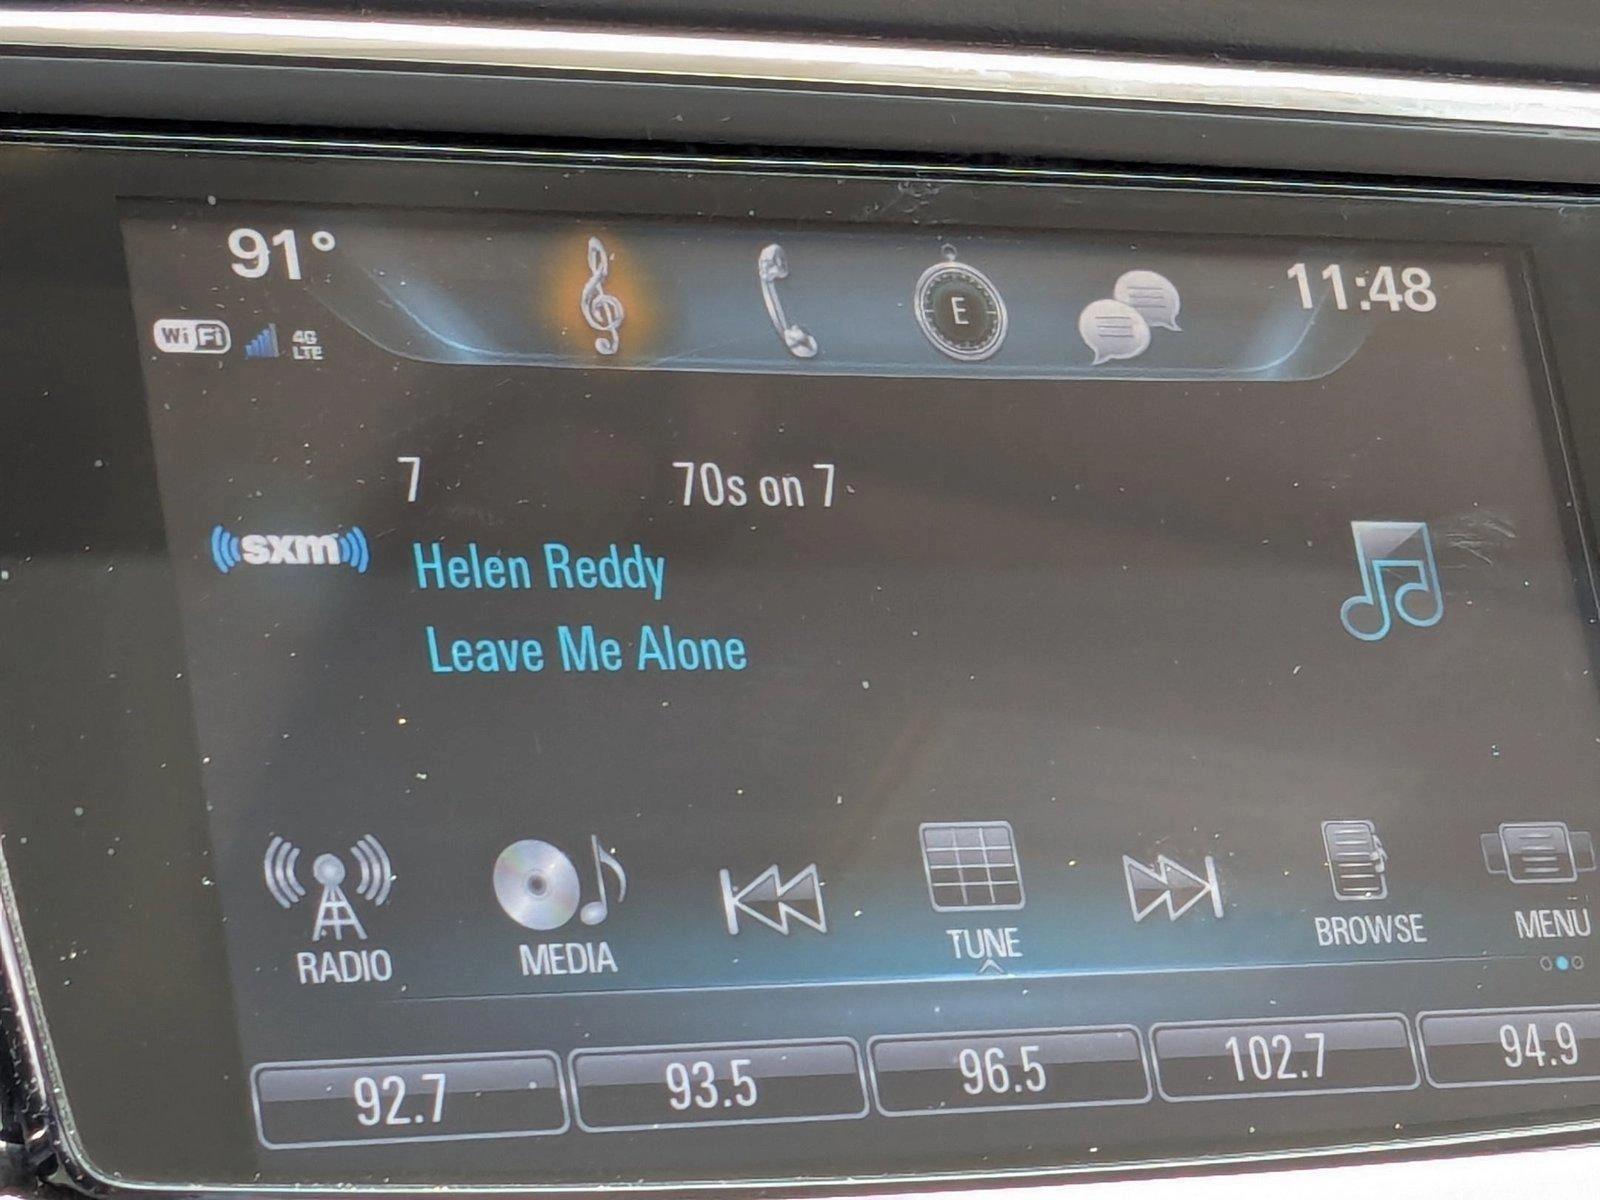 91°
E
11:48
WiFi 4G LTE
7 70s on 7
sxm
Helen Reddy
Leave Me Alone
RADIO MEDIA TUNE BROWSE MENU
92.7 93.5 96.5 102.7 94.9